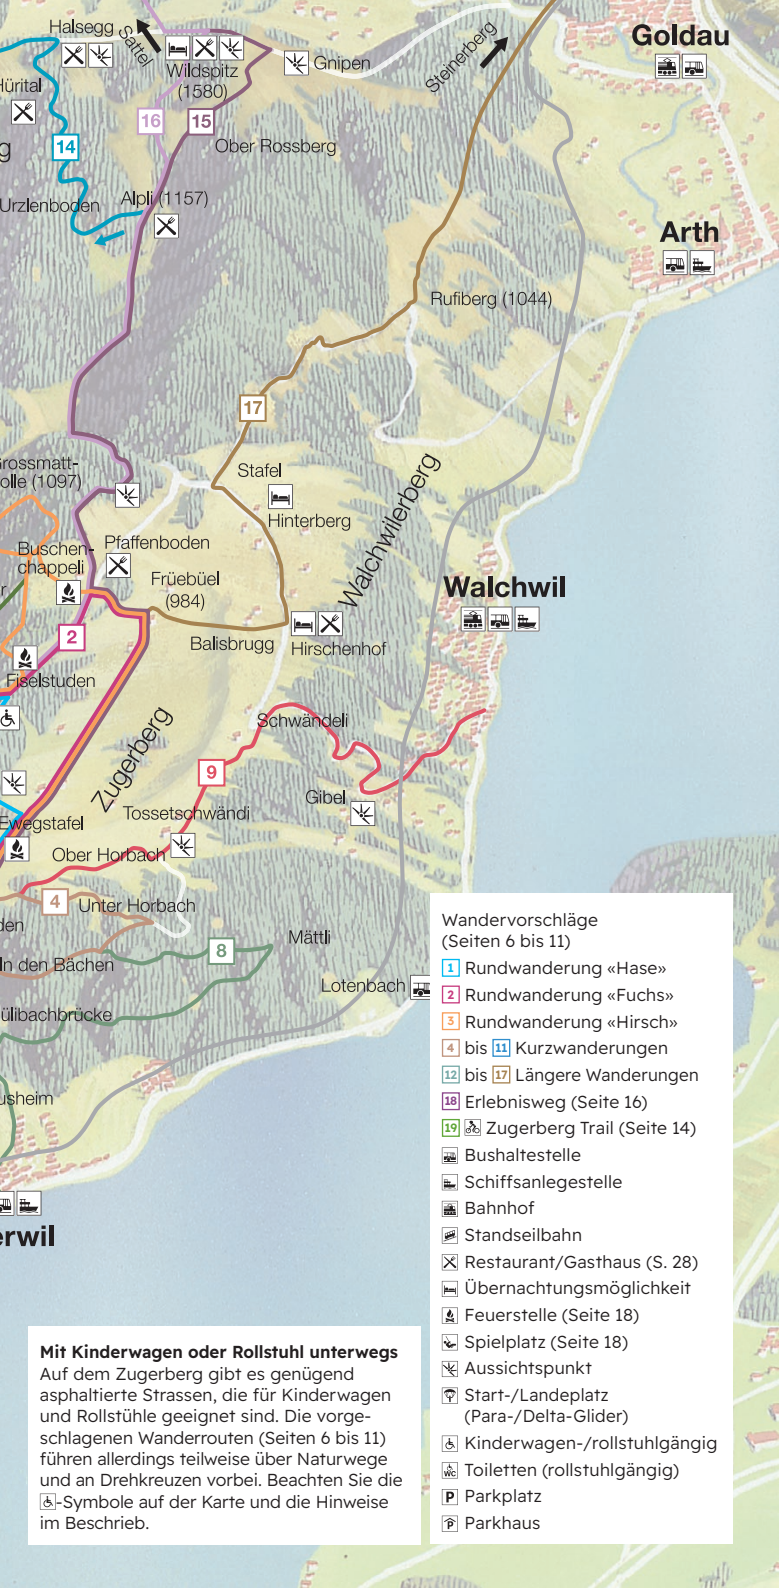 Halsegg
Sattel
Wildspitz
(1580)
Gnipen
Steinerberg
Goldau
Hürital
16
15
14
Ober Rossberg
Urzlenboden
Alpli (1157)
Arth
Rufiberg (1044)
17
Stafel
Hinterberg
Walchwilerberg
Pfaffenboden
Buschen-
chappeli
Früebüel
(984)
Walchwil
2
Balisbrugg
Hirschenhof
Fiselstuden
Schwändeli
Zugerberg
9
Gibel
Ewegstafel
Tossetschwändi
Ober Horbach
4
Unter Horbach
8
Mättli
In den Bächen
Lotenbach
ülibachbrücke
usheim
erwil
Wandervorschläge
(Seiten 6 bis 11)
1 Rundwanderung «Hase»
2 Rundwanderung «Fuchs»
3 Rundwanderung «Hirsch»
4 bis 11 Kurzwanderungen
12 bis 17 Längere Wanderungen
18 Erlebnisweg (Seite 16)
19 Zugerberg Trail (Seite 14)
Bushaltestelle
Schiffsanlegestelle
Bahnhof
Standseilbahn
Restaurant/Gasthaus (S. 28)
Übernachtungsmöglichkeit
Feuerstelle (Seite 18)
Spielplatz (Seite 18)
Aussichtspunkt
Start-/Landeplatz
(Para-/Delta-Glider)
Kinderwagen-/rollstuhlgängig
WC Toiletten (rollstuhlgängig)
P Parkplatz
P Parkhaus
Mit Kinderwagen oder Rollstuhl unterwegs
Auf dem Zugerberg gibt es genügend
asphaltierte Strassen, die für Kinderwagen
und Rollstühle geeignet sind. Die vorge-
schlagenen Wanderrouten (Seiten 6 bis 11)
führen allerdings teilweise über Naturwege
und an Drehkreuzen vorbei. Beachten Sie die
-Symbole auf der Karte und die Hinweise
im Beschrieb.